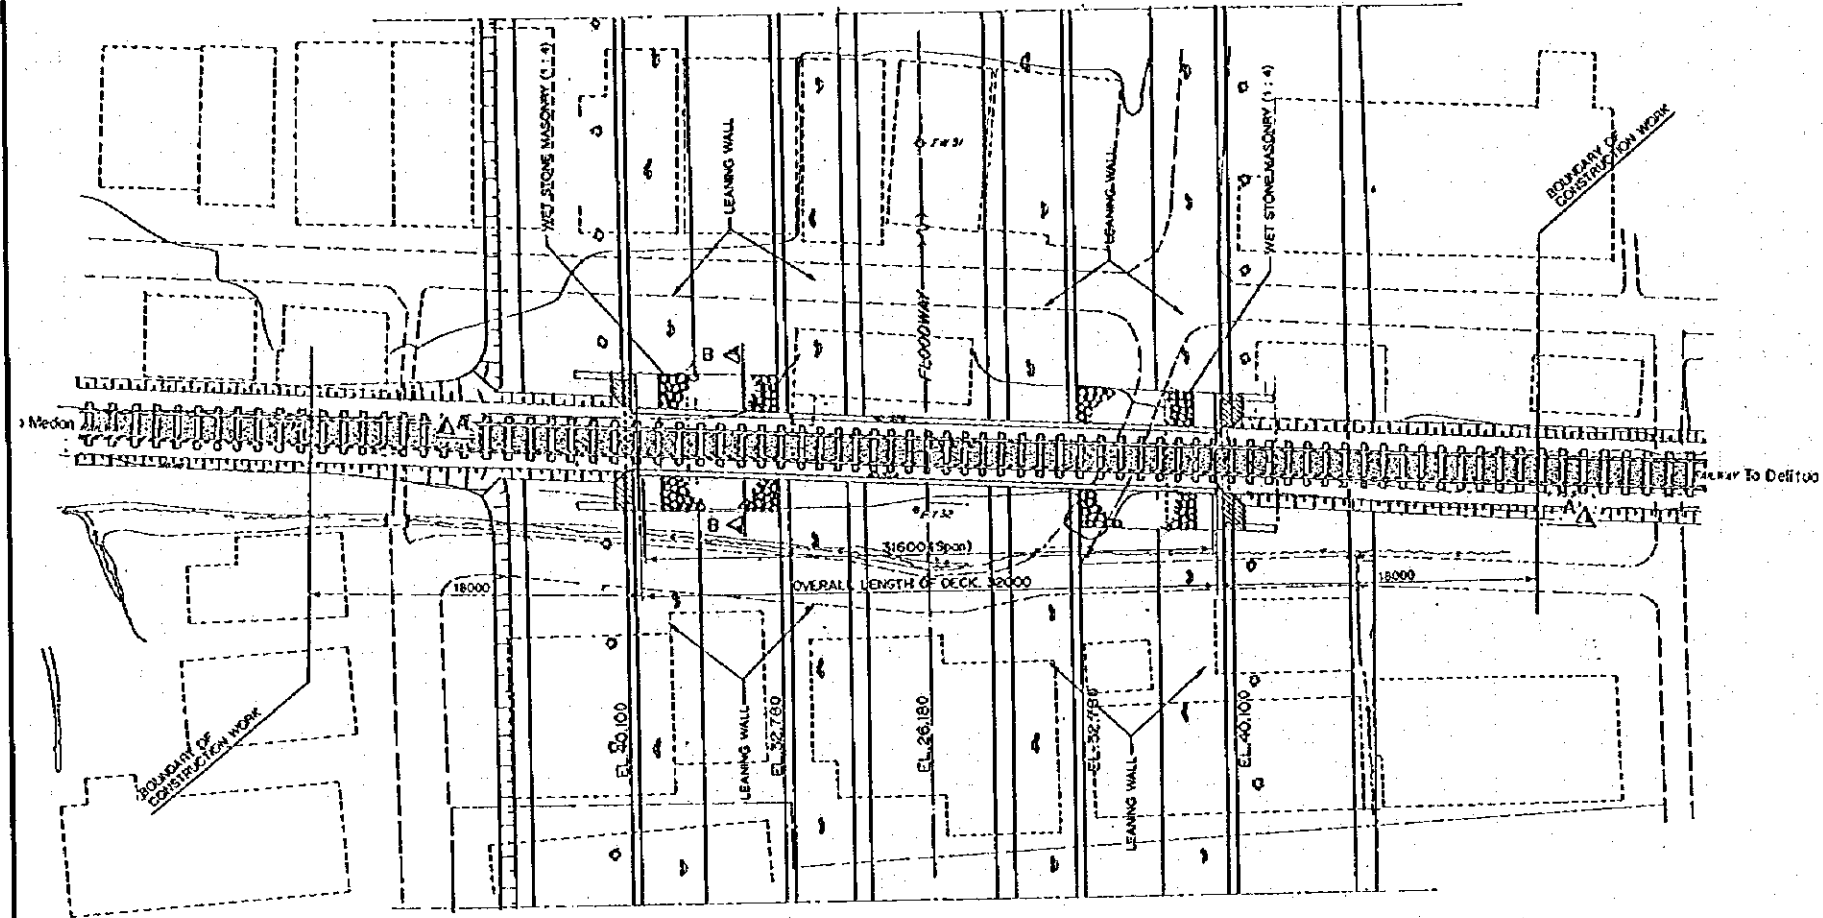 WET STONE MASONRY (1 : 4)
LEANING WALL
FLOODWAY
LEANING WALL
WET STONE MASONRY (1 : 4)
BOUNDARY OF
CONSTRUCTION WORK
B
Medan
A
To Delitua
A
B
31600 (Span)
18000
OVERALL LENGTH OF DECK. 32000
18000
BOUNDARY OF
CONSTRUCTION WORK
EL.40.100
LEANING WALL
EL.32.780
EL.26.180
EL.32.780
LEANING WALL
EL.40.100